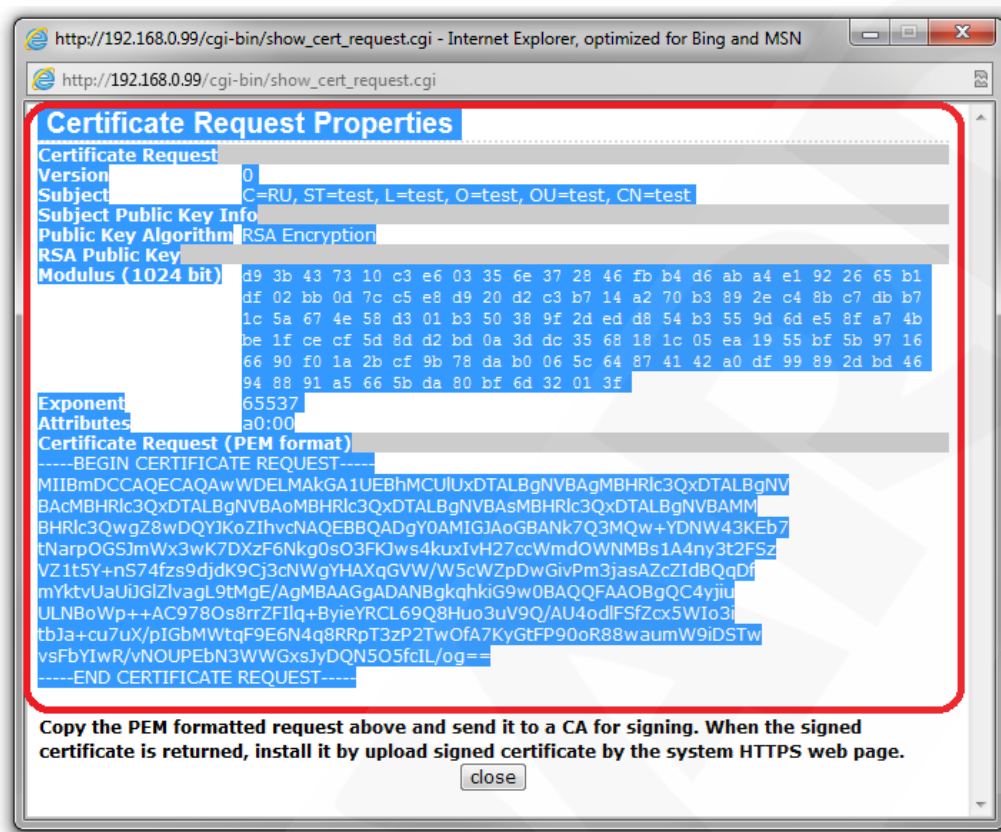 http://192.168.0.99/cgi-bin/show_cert_request.cgi - Internet Explorer, optimized for Bing and MSN
http://192.168.0.99/cgi-bin/show_cert_request.cgi
Certificate Request Properties
Certificate Request
Version 0
Subject C=RU, ST=test, L=test, O=test, OU=test, CN=test
Subject Public Key Info
Public Key Algorithm RSA Encryption
RSA Public Key
Modulus (1024 bit) d9 3b 43 73 10 c3 e6 03 35 6e 37 28 46 fb b4 d6 ab a4 e1 92 26 65 b1
df 02 bb 0d 7c c5 e8 d9 20 d2 c3 b7 14 a2 70 b3 89 2e c4 8b c7 db b7
1c 5a 67 4e 58 d3 01 b3 50 38 9f 2d ed d8 54 b3 55 9d 6d e5 8f a7 4b
be 1f ce cf 5d 8d d2 bd 0a 3d dc 35 68 18 1c 05 ea 19 55 bf 5b 97 16
66 90 f0 1a 2b cf 9b 78 da b0 06 5c 64 87 41 42 a0 df 99 89 2d bd 46
94 88 91 a5 66 5b da 80 bf 6d 32 01 3f
Exponent 65537
Attributes a0:00
Certificate Request (PEM format)
-----BEGIN CERTIFICATE REQUEST-----
MIIBmDCCAQECAQAwWDELMAkGA1UEBhMCUlUxDTALBgNVBAgMBHRlc3QxDTALBgNV
BAcMBHRlc3QxDTALBgNVBAoMBHRlc3QxDTALBgNVBAsMBHRlc3QxDTALBgNVBAMM
BHRlc3QwgZ8wDQYJKoZIhvcNAQEBBQADgY0AMIGJAoGBANk7Q3MQw+YDNW43KEb7
tNarpOGSJmWx3wK7DXzF6Nkg0sO3FKJws4kuxIvH27ccWmdOWNMBs1A4ny3t2FSz
VZ1t5Y+nS74fzs9djdK9Cj3cNWgYHAXqGVW/W5cWZpDwGivPm3jasAZcZIdBQqDf
mYktvUaUiJGlZlvagL9tMgE/AgMBAAGgADANBgkqhkiG9w0BAQQFAAOBgQC4yjiu
ULNBoWp++AC978Os8rrZFIlq+ByieYRCL69Q8Huo3uV9Q/AU4odlFSfZcx5WIo3i
tbJa+cu7uX/pIGbMWtqF9E6N4q8RRpT3zP2TwOfA7KyGtFP90oR88waumW9iDSTw
vsFbYIwR/vNOUPEbN3WWGxsJyDQN5O5fcIL/og==
-----END CERTIFICATE REQUEST-----
Copy the PEM formatted request above and send it to a CA for signing. When the signed
certificate is returned, install it by upload signed certificate by the system HTTPS web page.
close